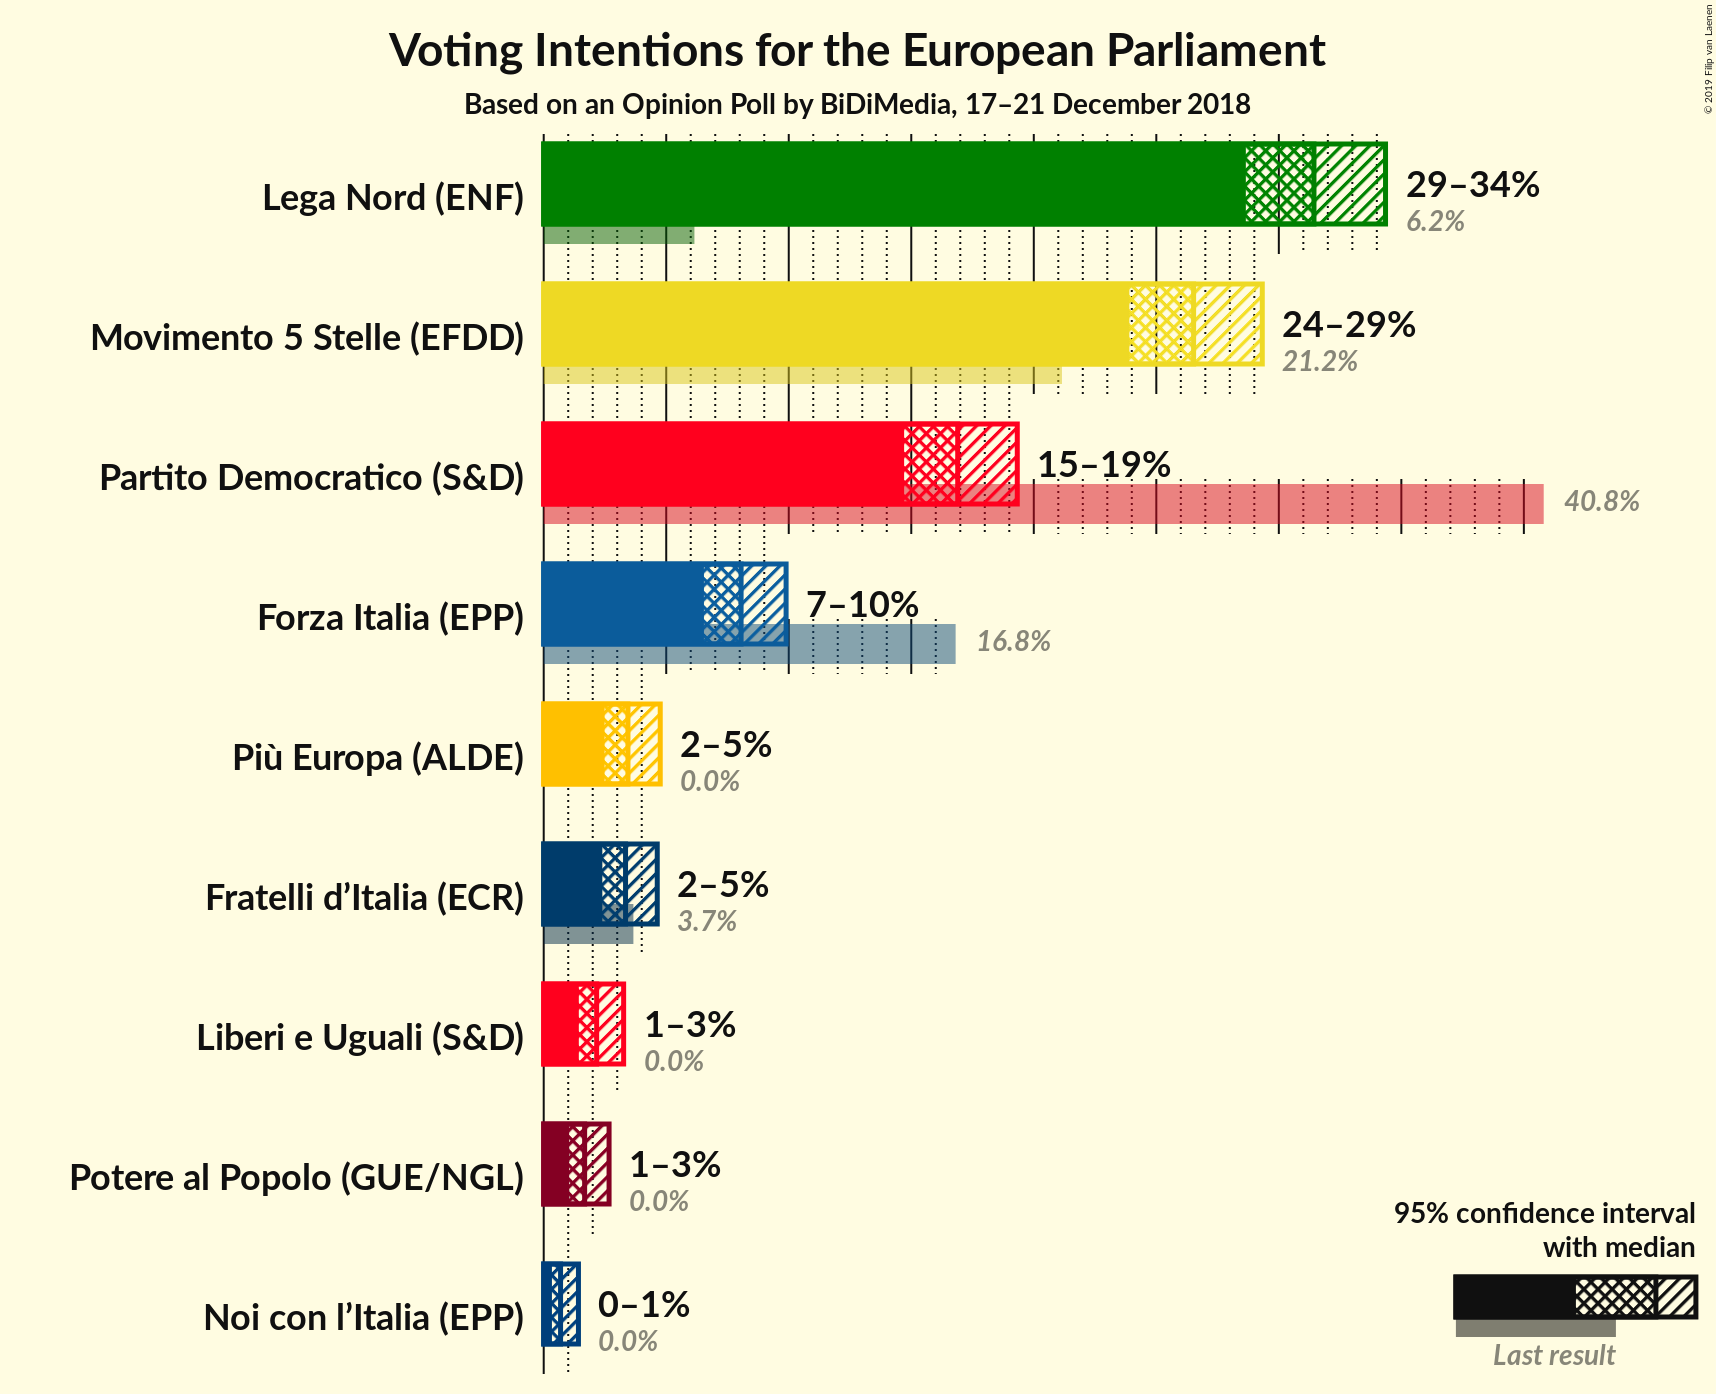 Voting Intentions for the European Parliament
Based on an Opinion Poll by BiDiMedia, 17–21 December 2018
© 2019 Filip van Laenen
Lega Nord (ENF)
29–34%
6.2%
Movimento 5 Stelle (EFDD)
24–29%
21.2%
Partito Democratico (S&D)
15–19%
40.8%
Forza Italia (EPP)
7–10%
16.8%
Più Europa (ALDE)
2–5%
0.0%
Fratelli d’Italia (ECR)
2–5%
3.7%
Liberi e Uguali (S&D)
1–3%
0.0%
Potere al Popolo (GUE/NGL)
1–3%
0.0%
Noi con l’Italia (EPP)
0–1%
0.0%
95% confidence interval
with median
Last result